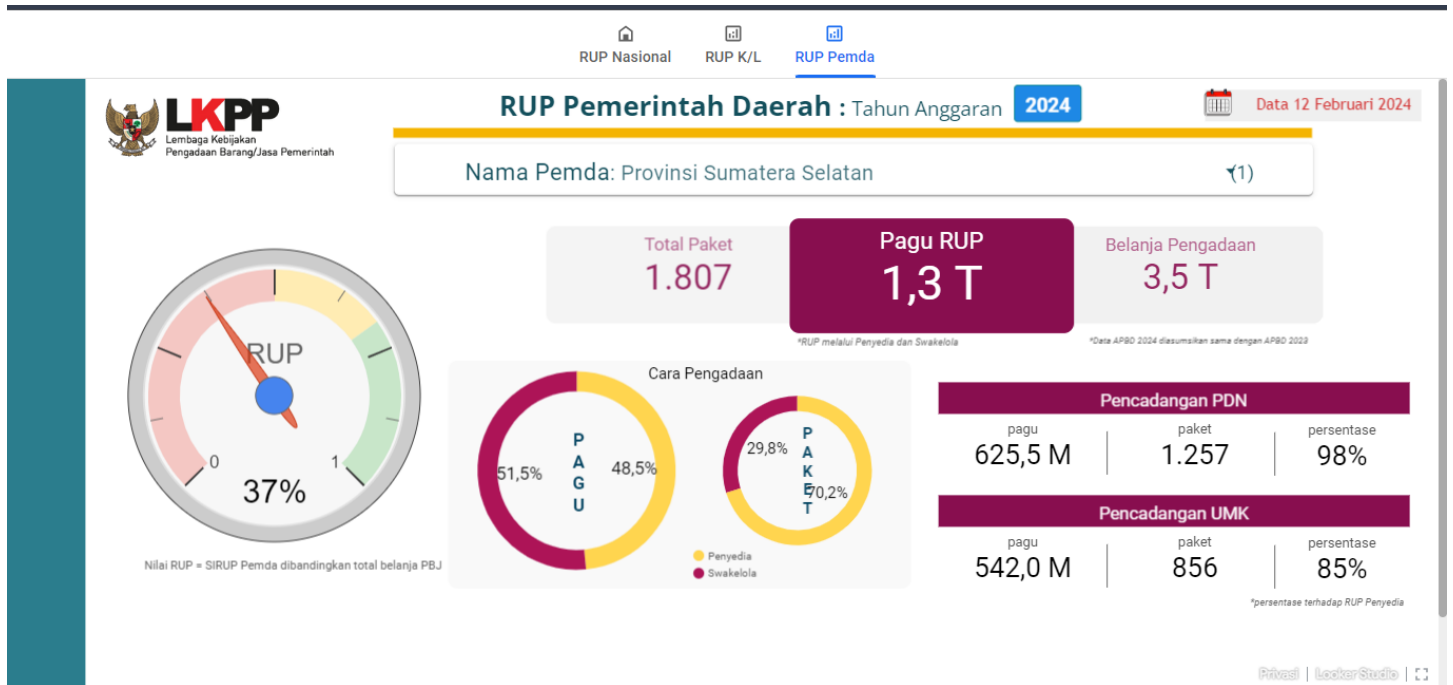 RUP Nasional
RUP K/L
RUP Pemda
LKPP
Lembaga Kebijakan
Pengadaan Barang/Jasa Pemerintah
RUP Pemerintah Daerah : Tahun Anggaran 2024
Data 12 Februari 2024
Nama Pemda: Provinsi Sumatera Selatan
(1)
Total Paket
1.807
Pagu RUP
1,3 T
Belanja Pengadaan
3,5 T
*RUP melalui Penyedia dan Swakelola
*Data APBD 2024 diasumsikan sama dengan APBD 2023
RUP
0
1
37%
Nilai RUP = SIRUP Pemda dibandingkan total belanja PBJ
Cara Pengadaan
51,5%
PAGU
48,5%
29,8%
PAKET
70,2%
Penyedia
Swakelola
Pencadangan PDN
pagu
625,5 M
paket
1.257
persentase
98%
Pencadangan UMK
pagu
542,0 M
paket
856
persentase
85%
*persentase terhadap RUP Penyedia
Privasi
Looker Studio